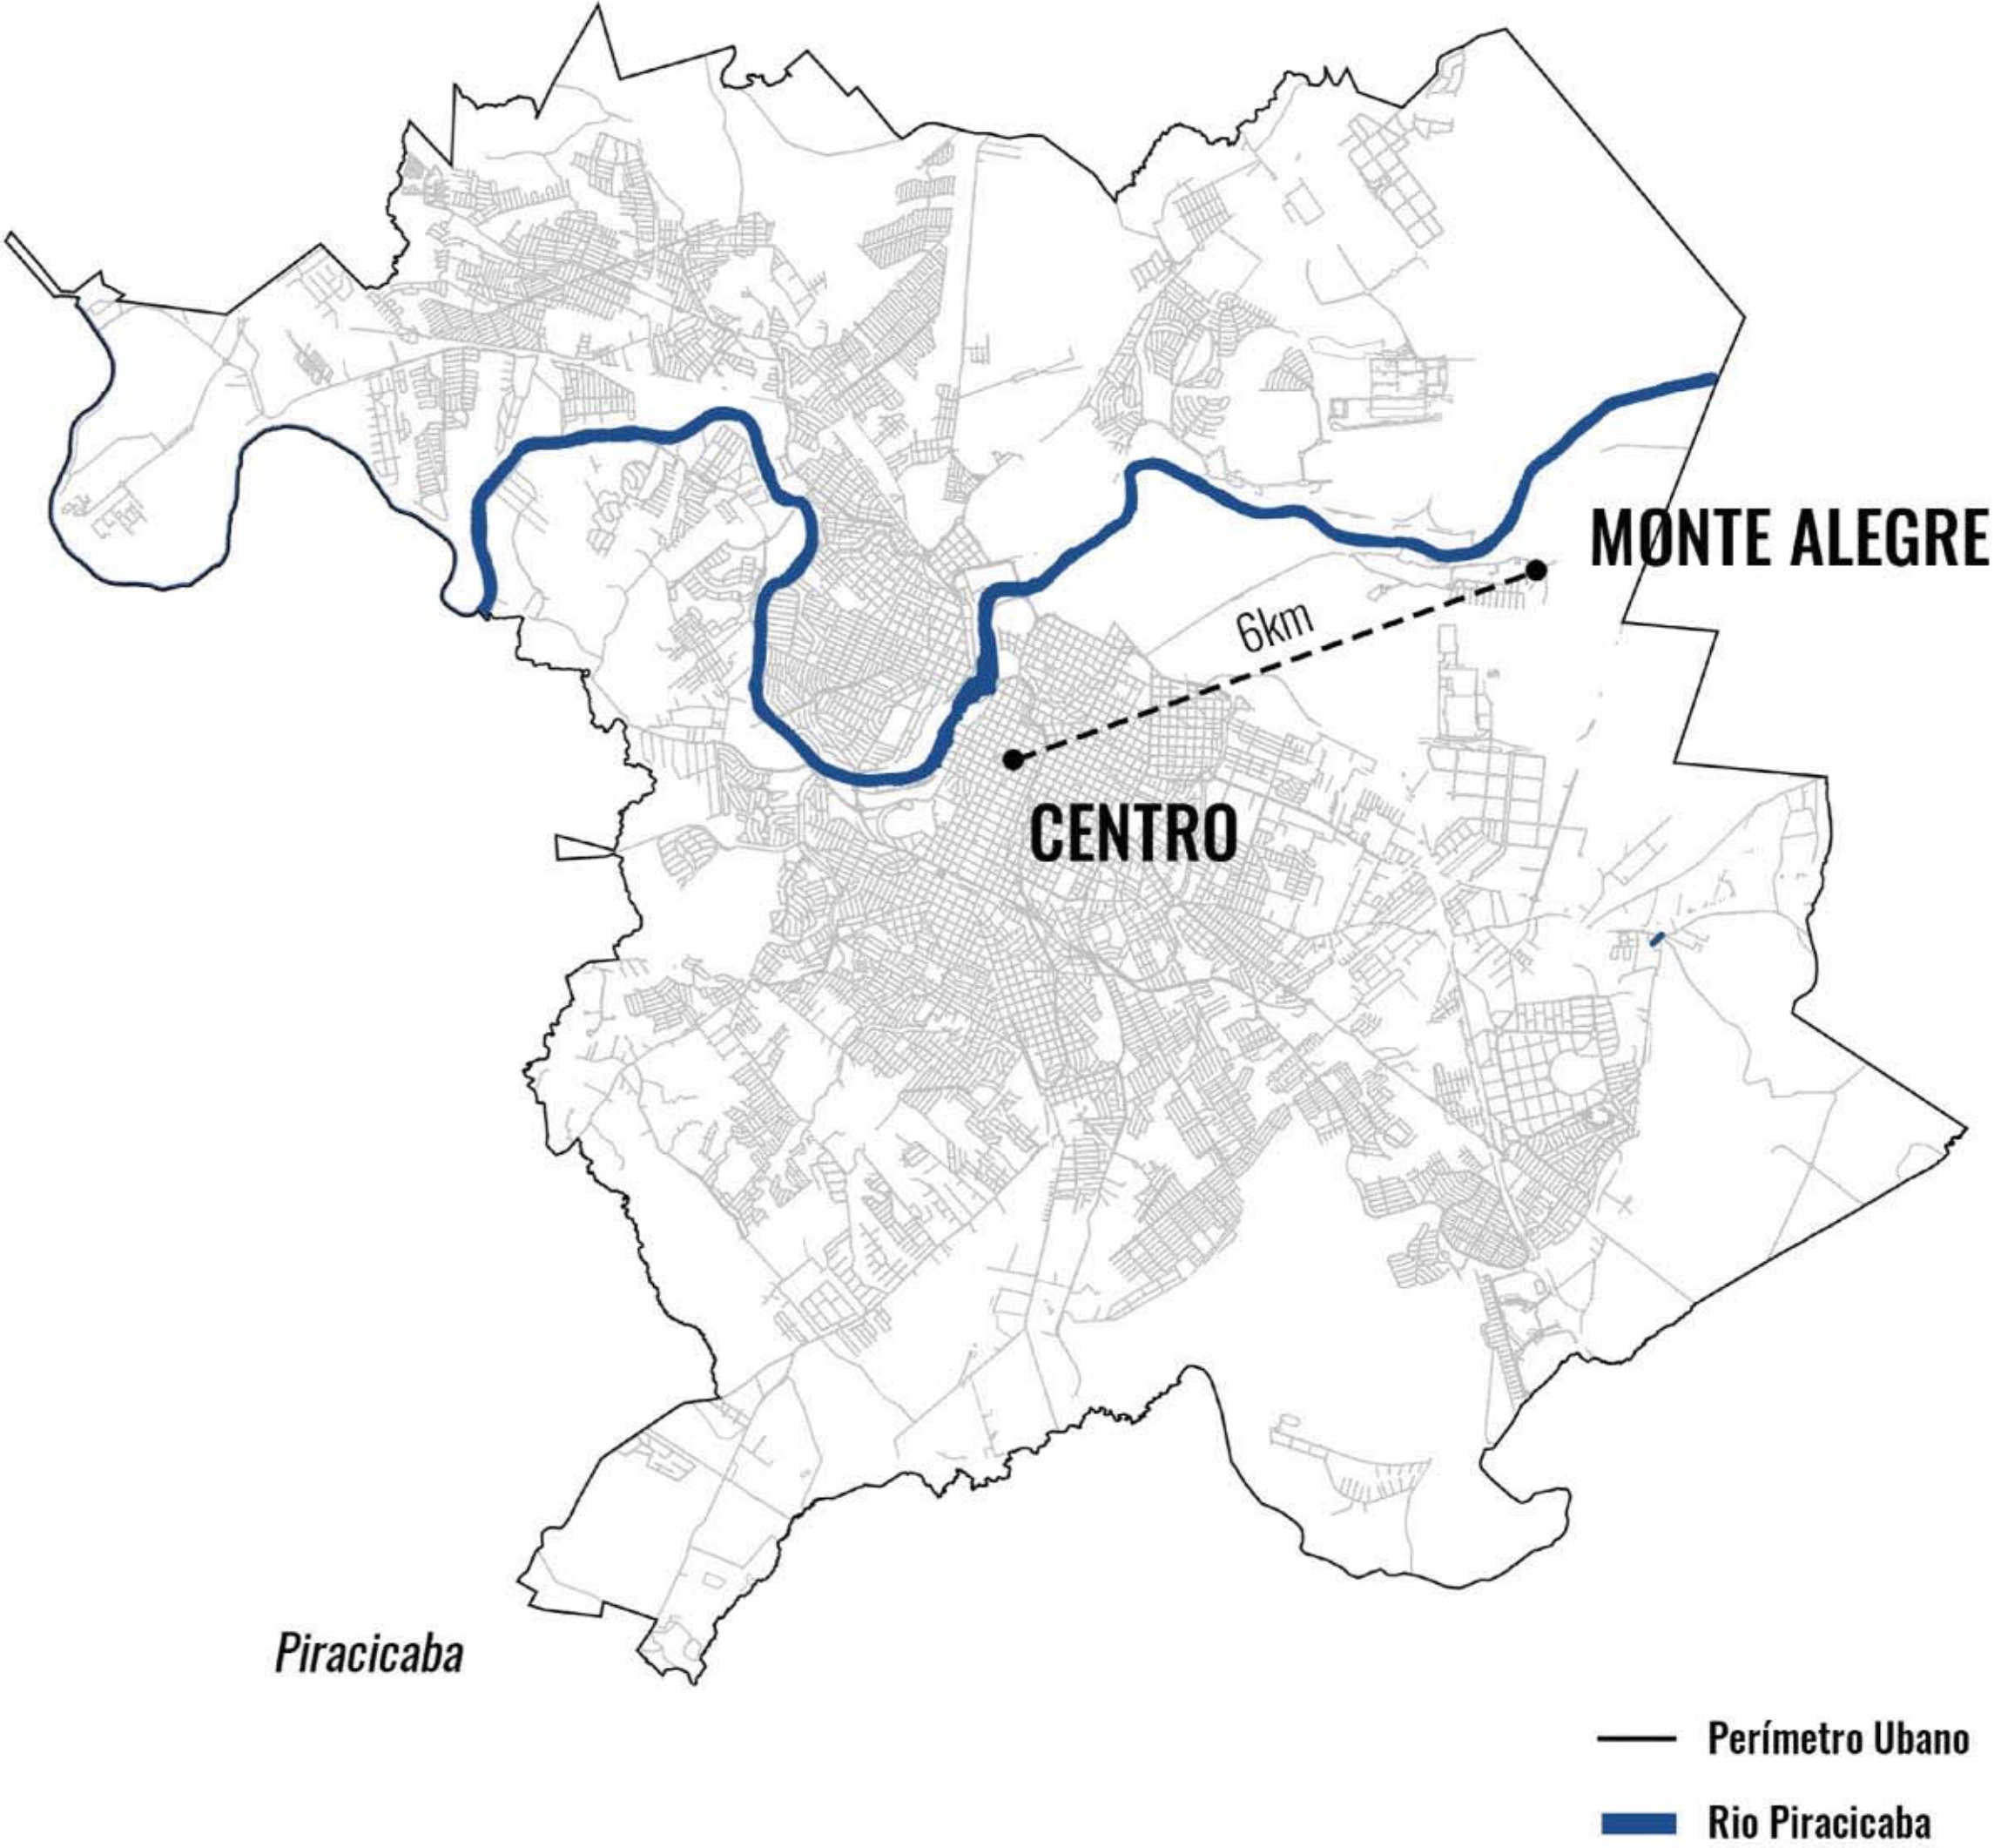 MONTE ALEGRE
6km
CENTRO
Piracicaba
Perímetro Ubano
Rio Piracicaba